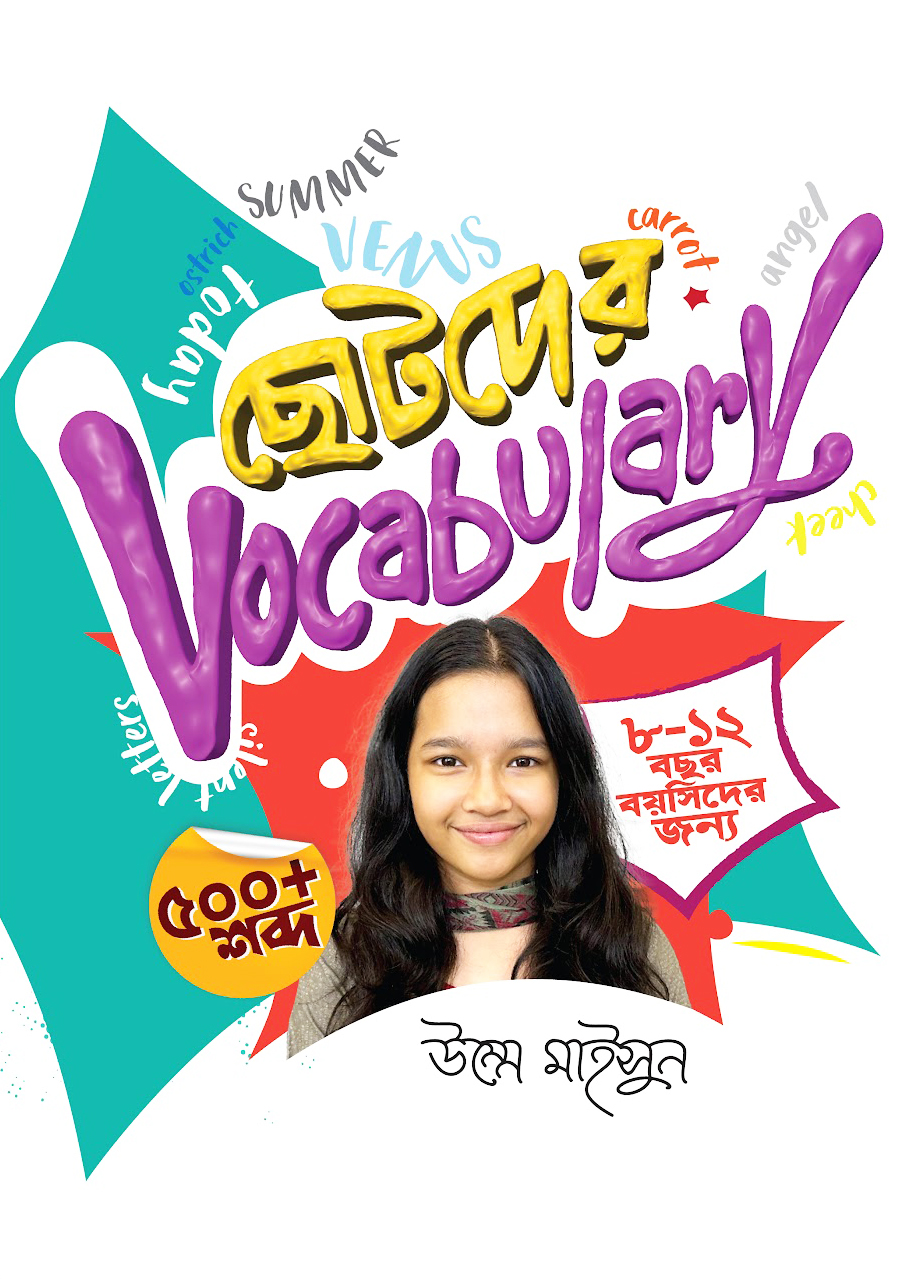 SUMMER
ostrich
VENUS
carrot
angel
today
ছোটদের
Vocabulary
cheek
silent letters
৮-১২
বছর
বয়সিদের
জন্য
৫০০+
শব্দ
উম্মে মাইসুন